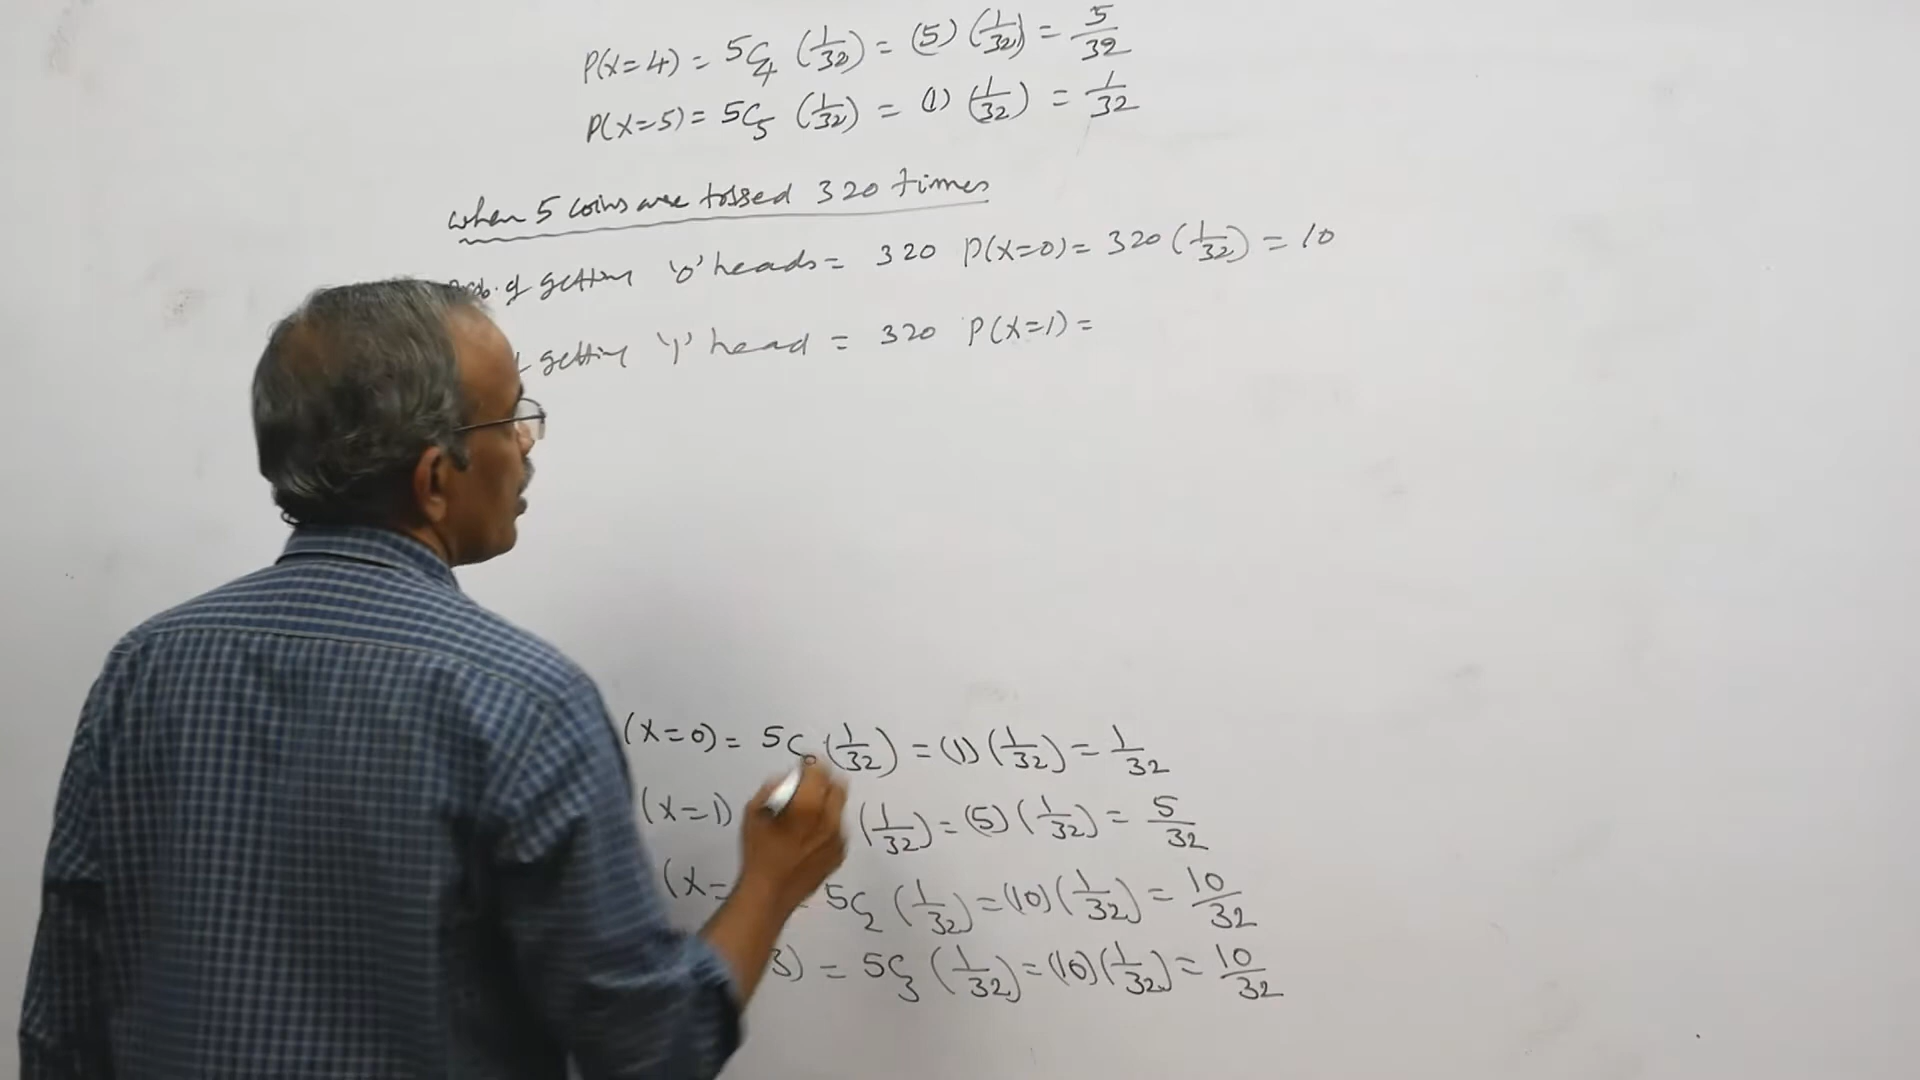 P(X=4) = 5C4 (1/32) = (5) (1/32) = 5/32
P(X=5) = 5C5 (1/32) = (1) (1/32) = 1/32
when 5 coins are tossed 320 times
of getting '0' heads = 320 P(X=0) = 320 (1/32) = 10
getting '1' head = 320 P(X=1) =
(X=0) = 5C0 (1/32) = (1) (1/32) = 1/32
(X=1) (1/32) = (5) (1/32) = 5/32
(X= = 5C2 (1/32) = (10) (1/32) = 10/32
3) = 5C3 (1/32) = (10) (1/32) = 10/32